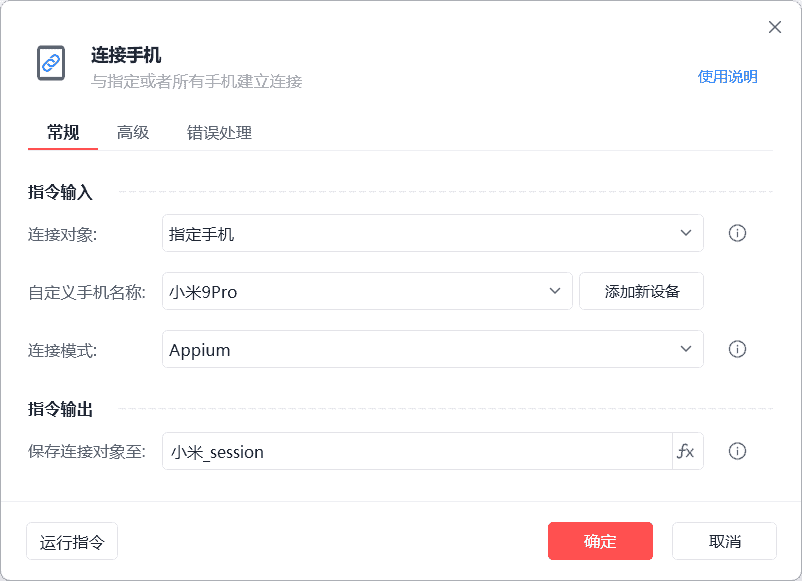 连接手机
与指定或者所有手机建立连接
使用说明
常规 高级 错误处理
指令输入
连接对象: 指定手机
自定义手机名称: 小米9Pro 添加新设备
连接模式: Appium
指令输出
保存连接对象至: 小米_session fx
运行指令 确定 取消